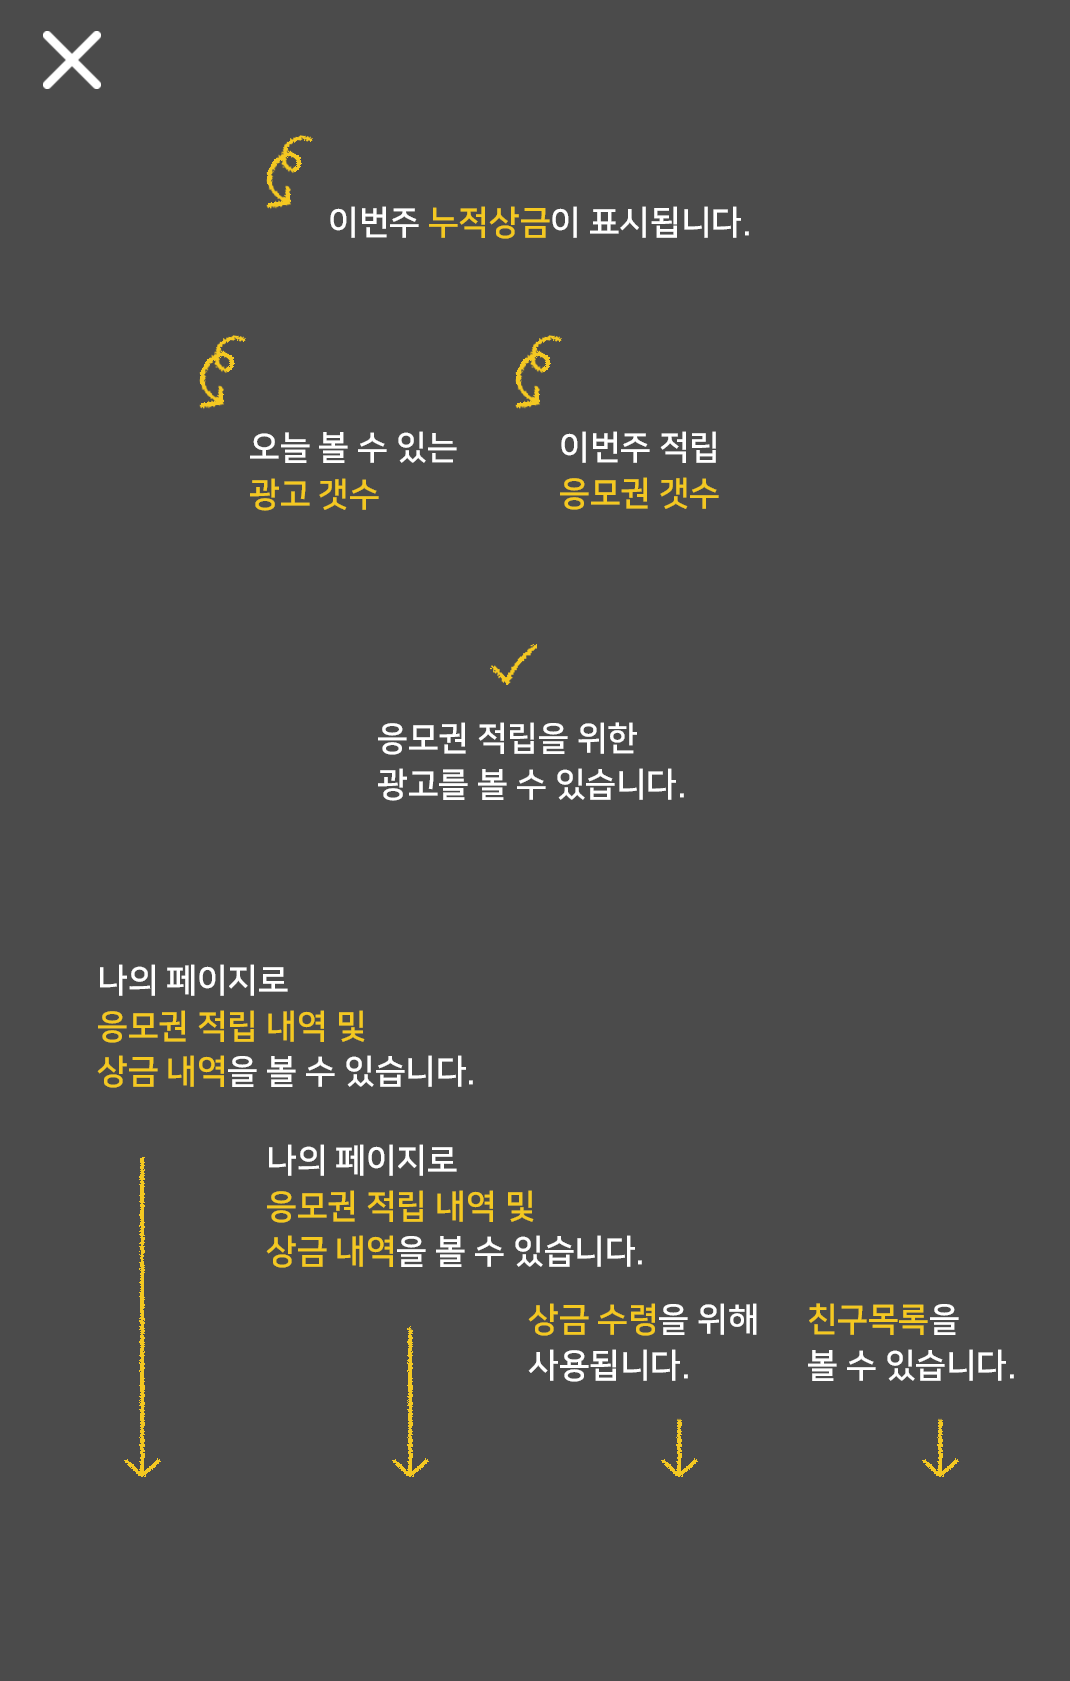 이번주 누적상금이 표시됩니다.
오늘 볼 수 있는
광고 갯수
이번주 적립
응모권 갯수
응모권 적립을 위한
광고를 볼 수 있습니다.
나의 페이지로
응모권 적립 내역 및
상금 내역을 볼 수 있습니다.
나의 페이지로
응모권 적립 내역 및
상금 내역을 볼 수 있습니다.
상금 수령을 위해
사용됩니다.
친구목록을
볼 수 있습니다.